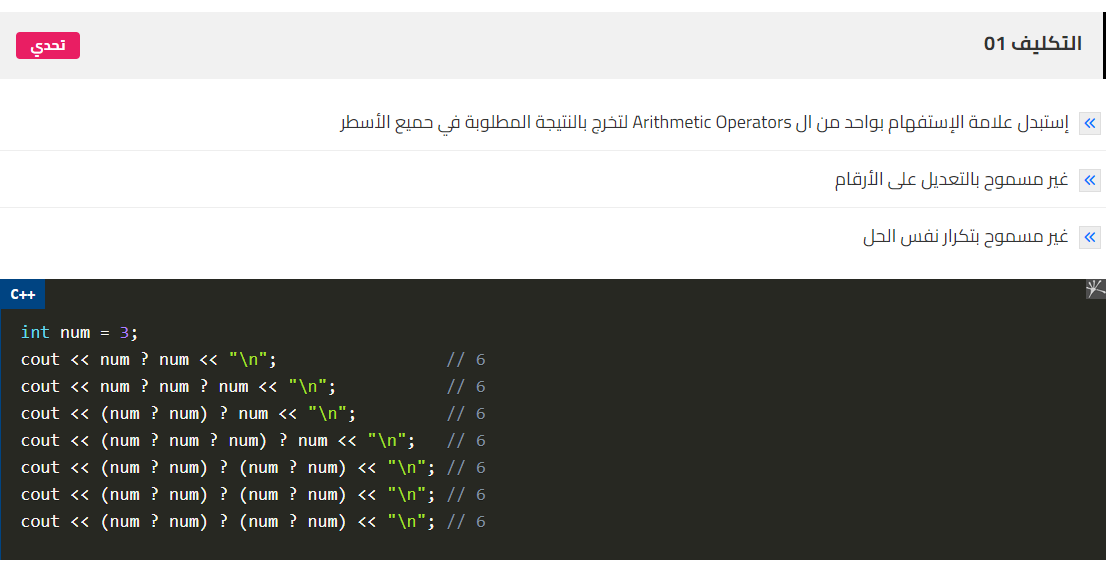 التكليف 01
تحدي
إستبدل علامة الإستفهام بواحد من ال Arithmetic Operators لتخرج بالنتيجة المطلوبة في حميع الأسطر
غير مسموح بالتعديل على الأرقام
غير مسموح بتكرار نفس الحل
C++
int num = 3;
cout << num ? num << "\n"; // 6
cout << num ? num ? num << "\n"; // 6
cout << (num ? num) ? num << "\n"; // 6
cout << (num ? num ? num) ? num << "\n"; // 6
cout << (num ? num) ? (num ? num) << "\n"; // 6
cout << (num ? num) ? (num ? num) << "\n"; // 6
cout << (num ? num) ? (num ? num) << "\n"; // 6